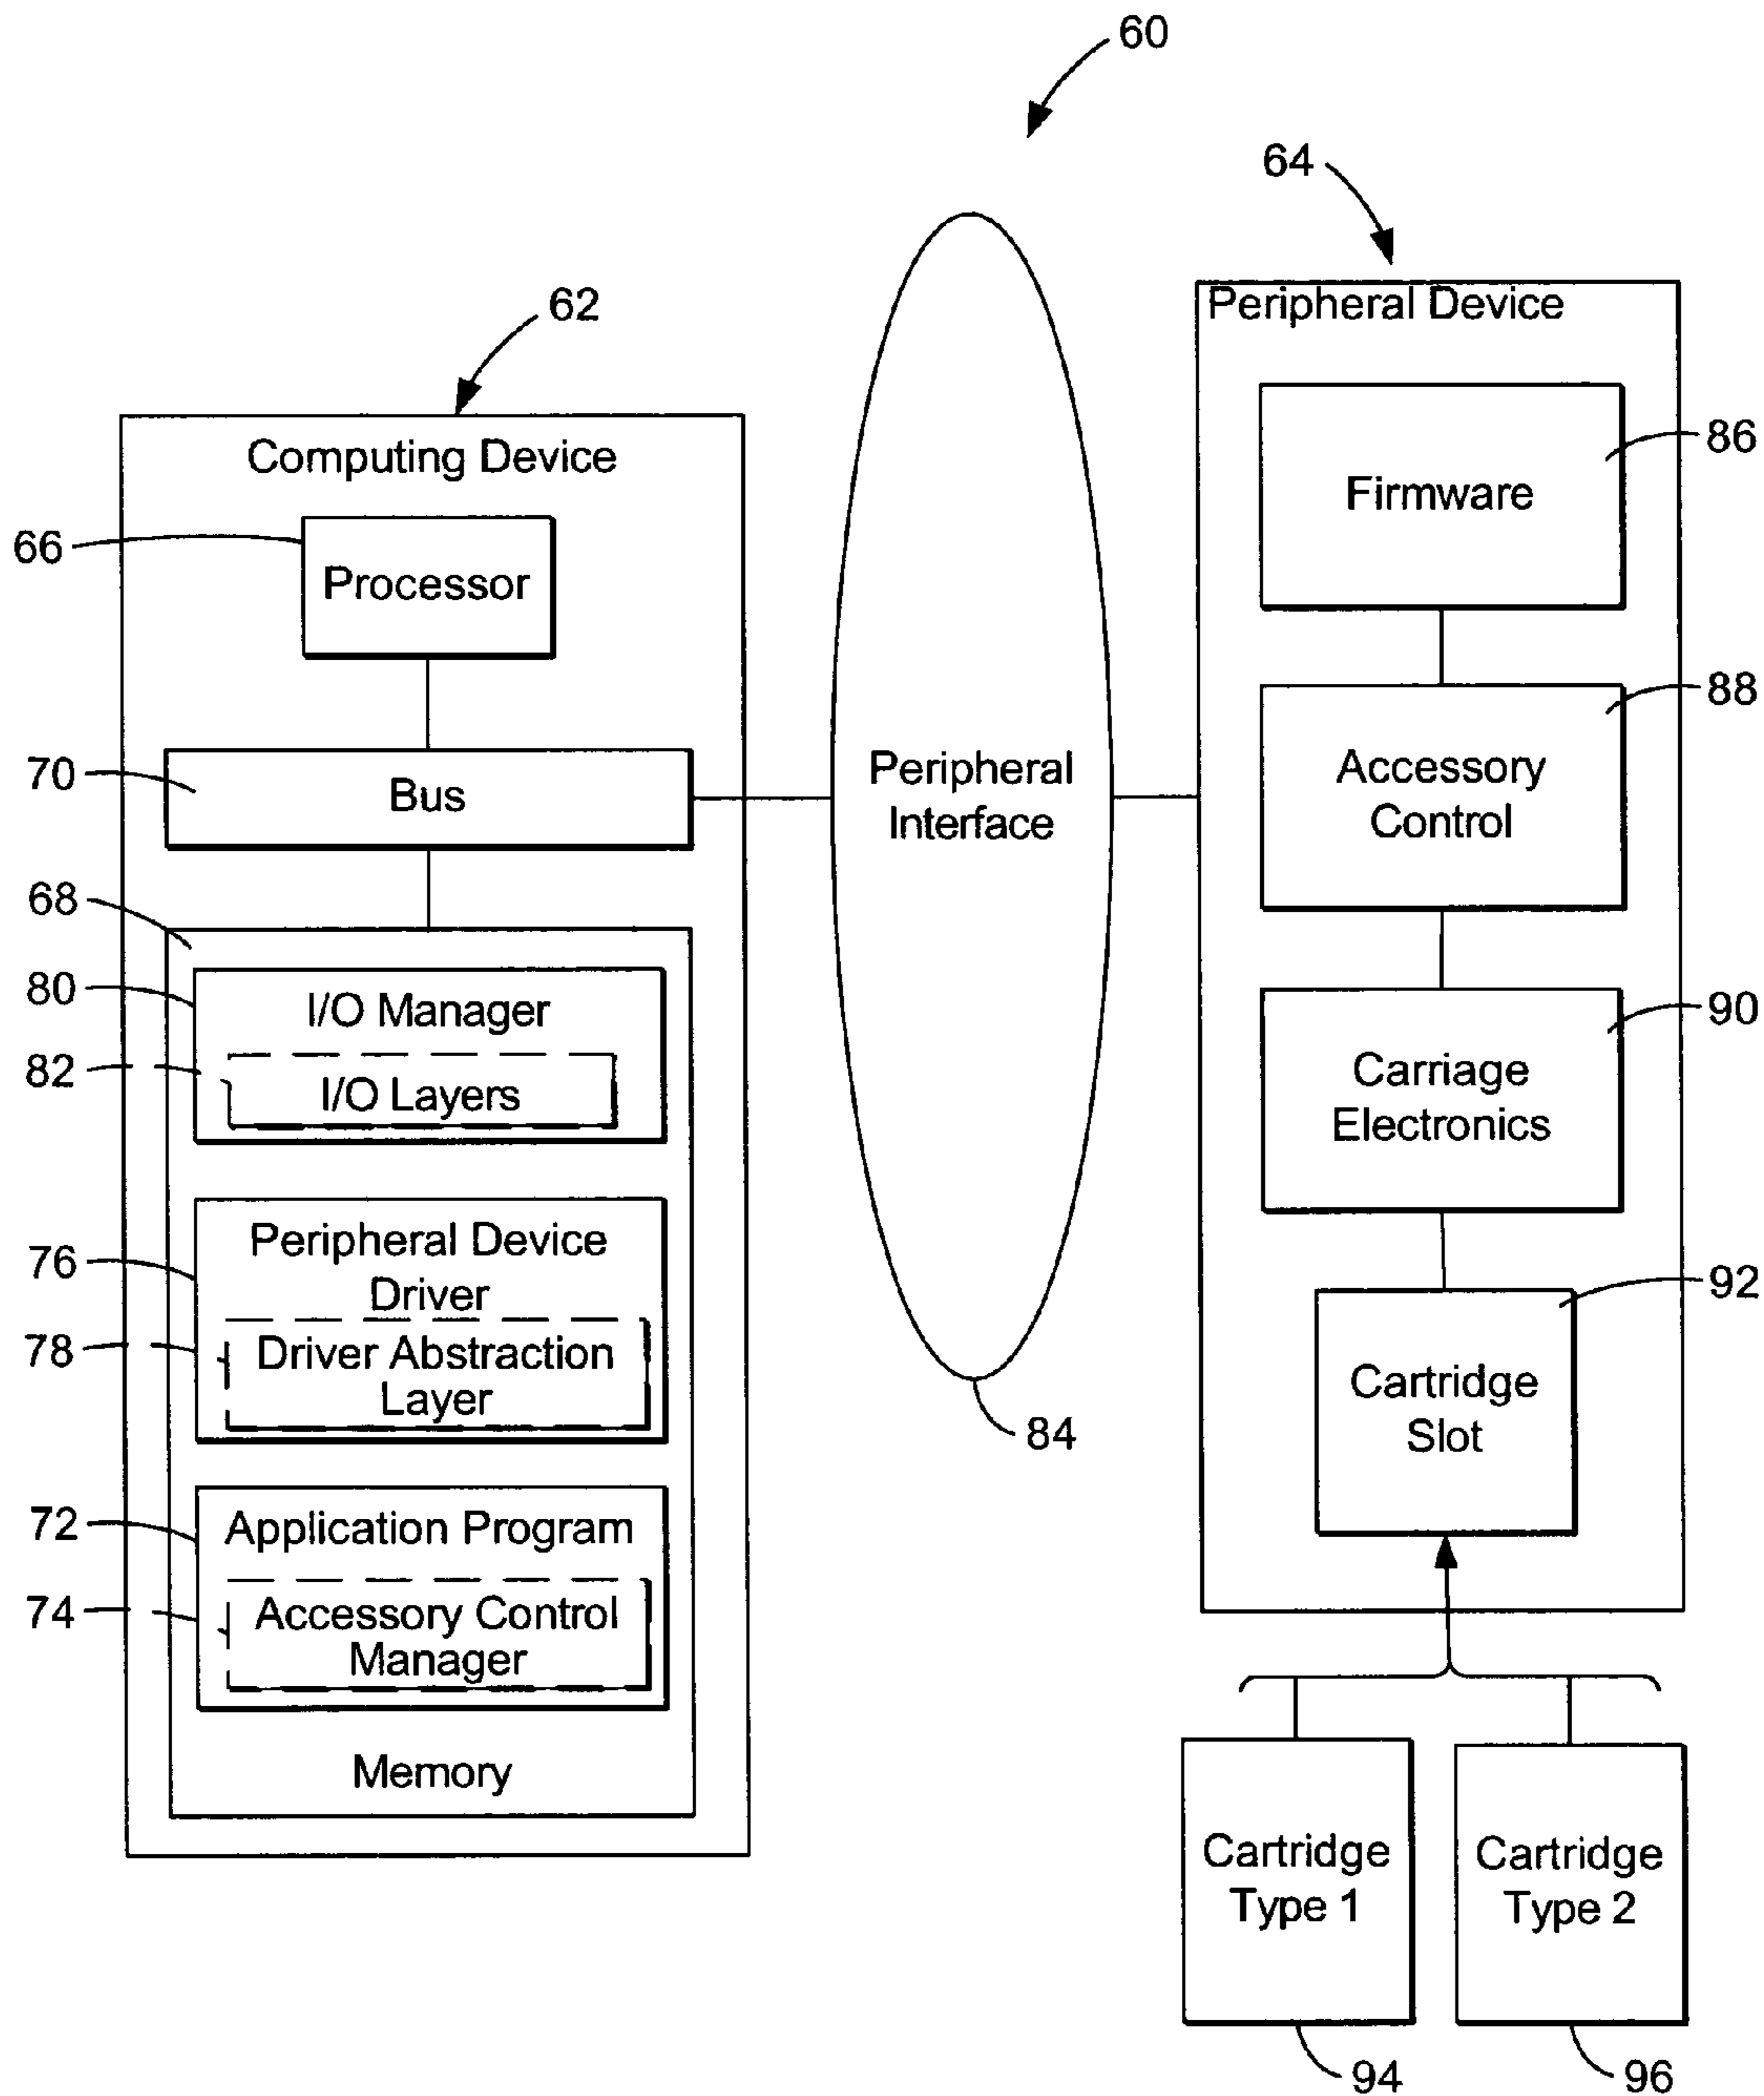 60
64
62
Peripheral Device
Computing Device
86
Firmware
66
Processor
88
70
Bus
Peripheral
Interface
Accessory
Control
68
80
I/O Manager
82
I/O Layers
90
Carriage
Electronics
76
Peripheral Device
Driver
78
Driver Abstraction
Layer
84
92
Cartridge
Slot
72
Application Program
74
Accessory Control
Manager
Memory
Cartridge
Type 1
Cartridge
Type 2
94
96